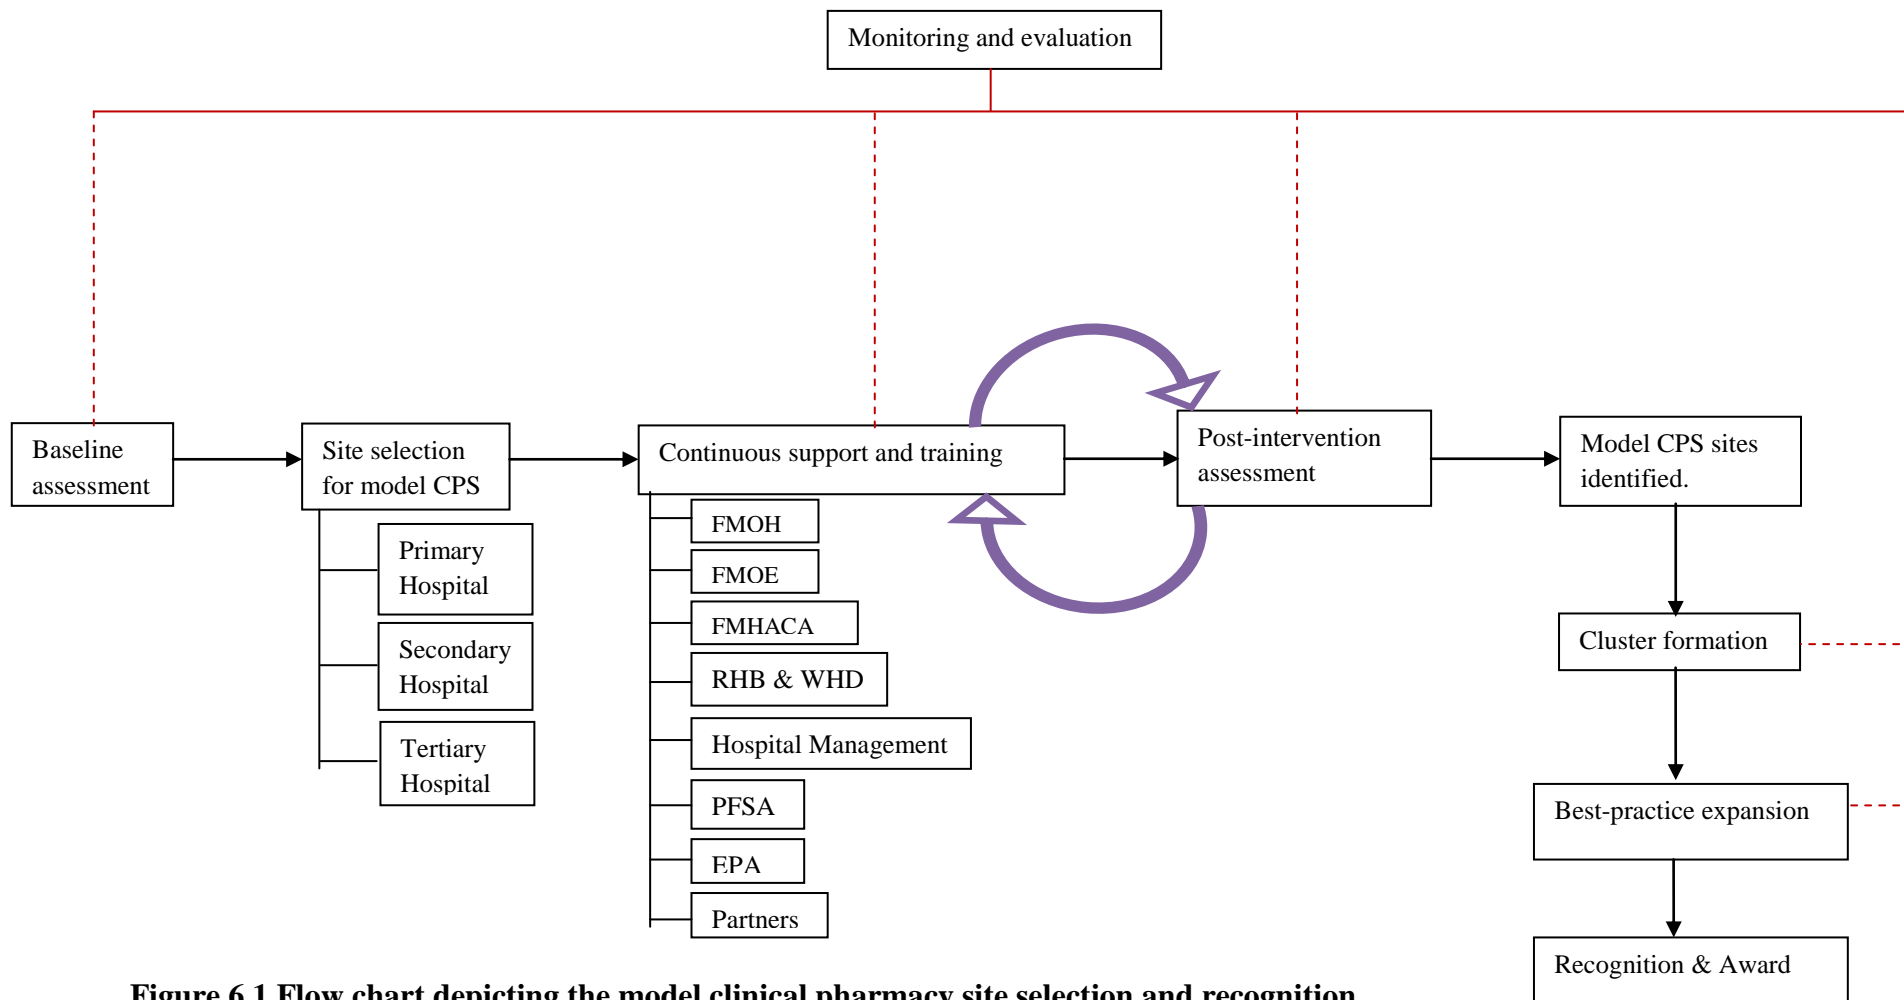 Monitoring and evaluation
Baseline
assessment
Site selection
for model CPS
Primary
Hospital
Secondary
Hospital
Tertiary
Hospital
Continuous support and training
FMOH
FMOE
FMHACA
RHB & WHD
Hospital Management
PFSA
EPA
Partners
Post-intervention
assessment
Model CPS sites
identified.
Cluster formation
Best-practice expansion
Recognition & Award
Figure 6.1 Flow chart depicting the model clinical pharmacy site selection and recognition